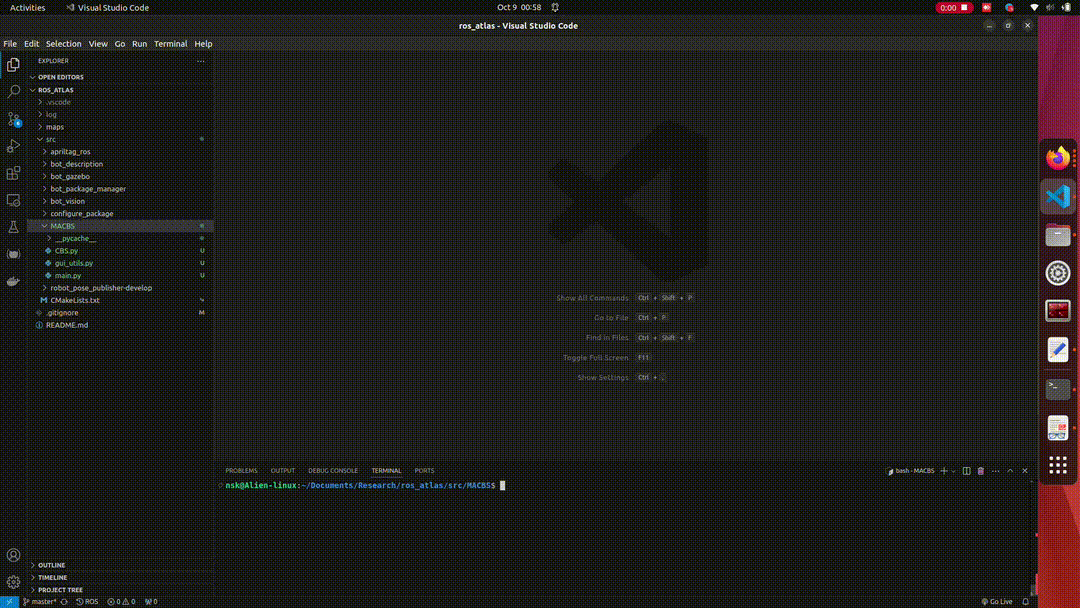 Activities Visual Studio Code Oct 9 00:58 0:00
ros_atlas - Visual Studio Code
File Edit Selection View Go Run Terminal Help
EXPLORER
OPEN EDITORS
ROS_ATLAS
.vscode
log
maps
src
apriltag_ros
bot_description
bot_gazebo
bot_package_manager
bot_vision
configure_package
MACBS
__pycache__
CBS.py U
gui_utils.py U
main.py U
robot_pose_publisher-develop
M CMakeLists.txt
.gitignore M
README.md
Show All Commands Ctrl + Shift + P
Go to File Ctrl + P
Find in Files Ctrl + Shift + F
Toggle Full Screen F11
Show Settings Ctrl + ,
PROBLEMS OUTPUT DEBUG CONSOLE TERMINAL PORTS bash - MACBS
nsk@Alien-linux:~/Documents/Research/ros_atlas/src/MACBS$
OUTLINE
TIMELINE
PROJECT TREE
master* ROS 0 0 0 Go Live